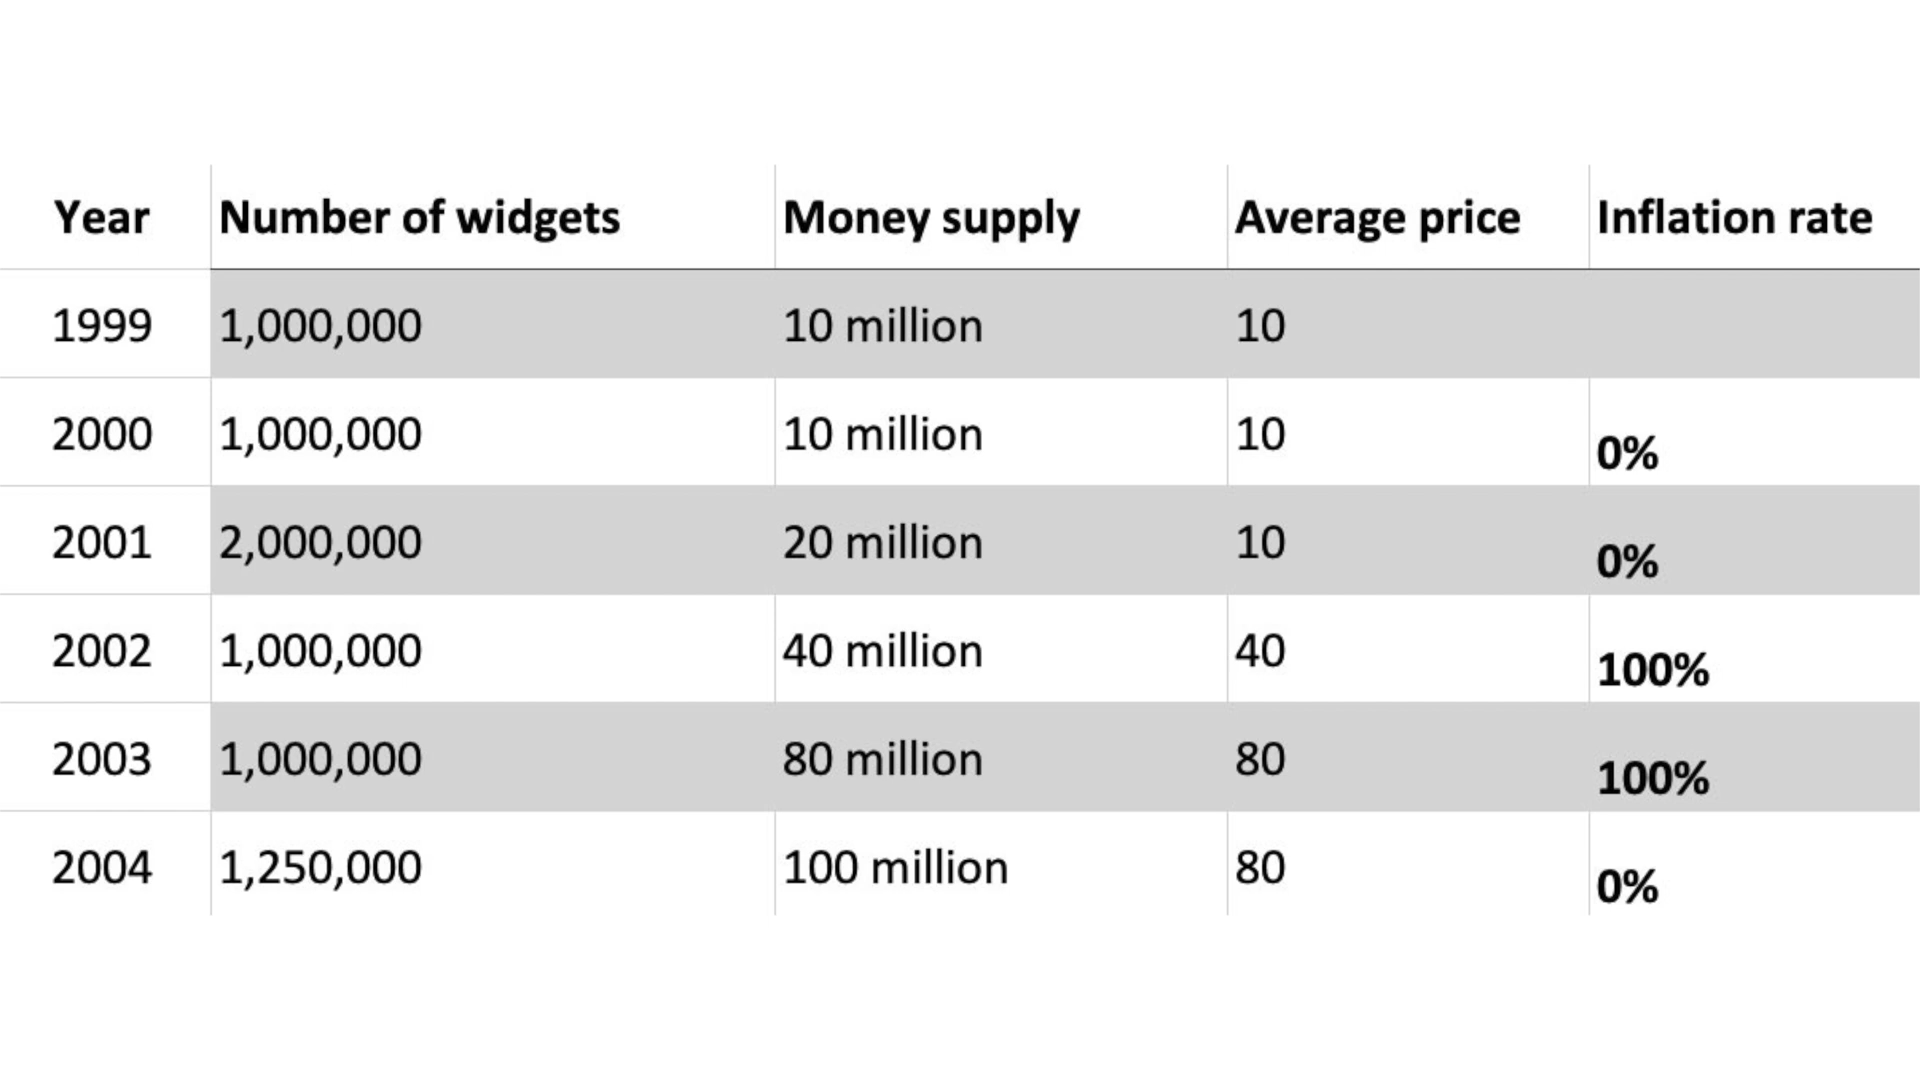 Year Number of widgets Money supply Average price Inflation rate
1999 1,000,000 10 million 10
2000 1,000,000 10 million 10 0%
2001 2,000,000 20 million 10 0%
2002 1,000,000 40 million 40 100%
2003 1,000,000 80 million 80 100%
2004 1,250,000 100 million 80 0%